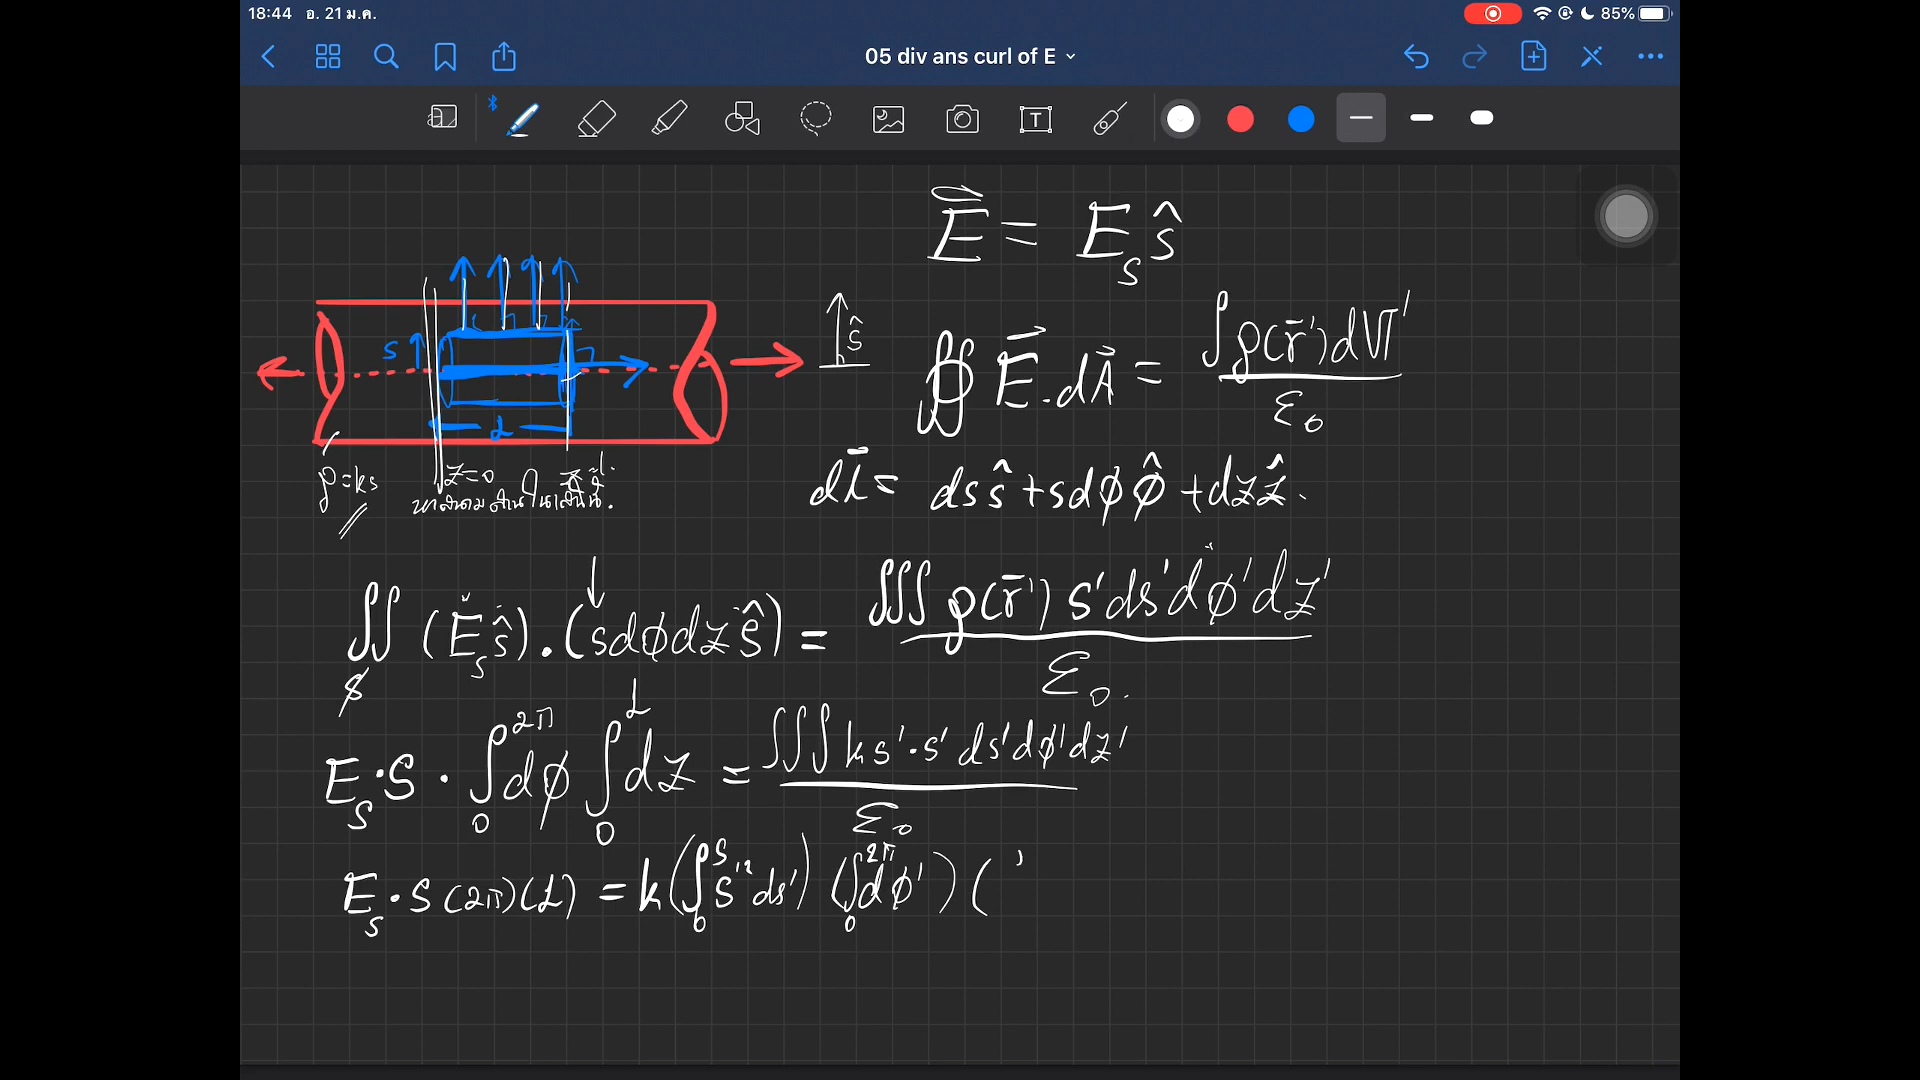 18:44 อ. 21 ม.ค. 85%
05 div ans curl of E
T
E⃗ = E_s ŝ
s
ŝ
L
∯ E⃗ · dA⃗ = ∫ρ(r̄')dV' / ε₀
ρ=ks
z=0
dl⃗ = ds ŝ + s dφ φ̂ + dz ẑ.
∬_S (E_s ŝ) · (s dφ dz ŝ) = ∭ ρ(r̄') s' ds' dφ' dz' / ε₀.
E_s · S · ∫₀^{2π} dφ ∫₀^L dz = ∭ ks' · s' ds' dφ' dz' / ε₀
E_s · S (2π)(L) = k (∫₀^s s'² ds') (∫₀^{2π} dφ') (